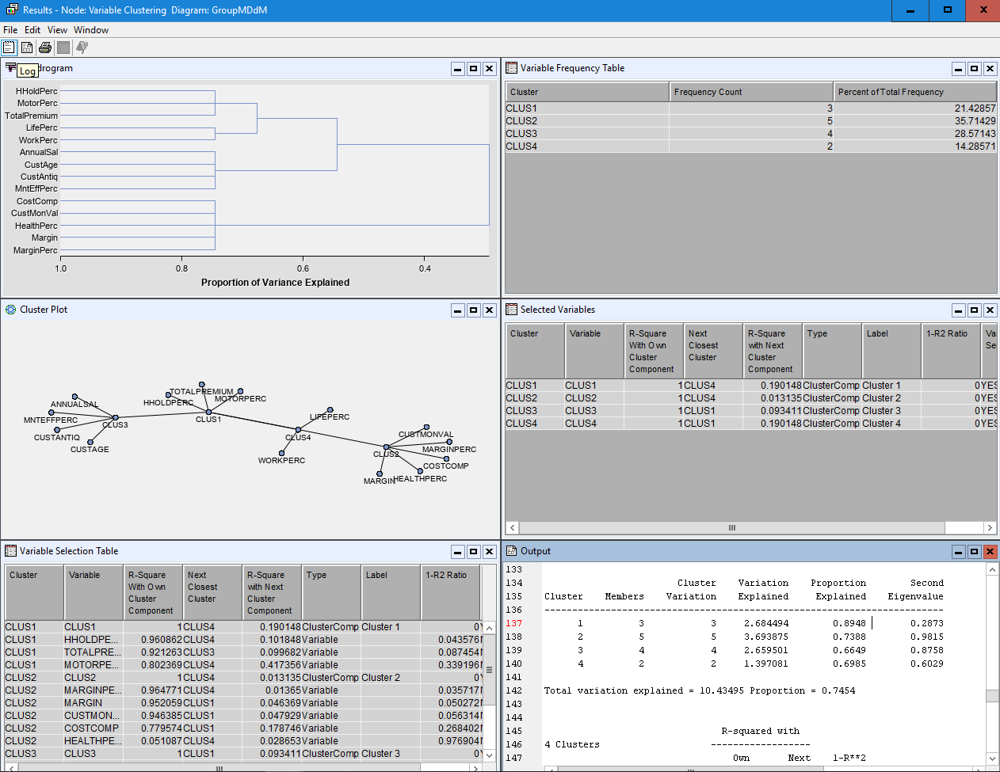 Results - Node: Variable Clustering Diagram: GroupMDdM
File Edit View Window
Log
drogram
HHoldPerc
MotorPerc
TotalPremium
LifePerc
WorkPerc
AnnualSal
CustAge
CustAntiq
MntEffPerc
CostComp
CustMonVal
HealthPerc
Margin
MarginPerc
1.0 0.8 0.6 0.4
Proportion of Variance Explained
Variable Frequency Table
Cluster Frequency Count Percent of Total Frequency
CLUS1 3 21.42857
CLUS2 5 35.71429
CLUS3 4 28.57143
CLUS4 2 14.28571
Cluster Plot
TOTALPREMIUM
MOTORPERC
HHOLDPERC
ANNUALSAL
MNTEFFPERC
CLUS3
CLUS1
LIFEPERC
CUSTANTIQ
CUSTAGE
CLUS4
CUSTMONVAL
WORKPERC
CLUS2
MARGINPERC
COSTCOMP
MARGIN
HEALTHPERC
Selected Variables
Cluster Variable R-Square With Own Cluster Component Next Closest Cluster R-Square with Next Cluster Component Type Label 1-R2 Ratio Va Se
CLUS1 CLUS1 1 CLUS4 0.190148 ClusterComp Cluster 1 0 YES
CLUS2 CLUS2 1 CLUS4 0.013135 ClusterComp Cluster 2 0 YES
CLUS3 CLUS3 1 CLUS1 0.093411 ClusterComp Cluster 3 0 YES
CLUS4 CLUS4 1 CLUS1 0.190148 ClusterComp Cluster 4 0 YES
Variable Selection Table
Cluster Variable R-Square With Own Cluster Component Next Closest Cluster R-Square with Next Cluster Component Type Label 1-R2 Ratio
CLUS1 CLUS1 1 CLUS4 0.190148 ClusterComp Cluster 1 0
CLUS1 HHOLDPE... 0.960862 CLUS4 0.101848 Variable 0.043576
CLUS1 TOTALPRE... 0.921263 CLUS3 0.099682 Variable 0.087454
CLUS1 MOTORPE... 0.802369 CLUS4 0.417356 Variable 0.339196
CLUS2 CLUS2 1 CLUS4 0.013135 ClusterComp Cluster 2 0
CLUS2 MARGINPE... 0.964771 CLUS4 0.01365 Variable 0.035717
CLUS2 MARGIN 0.952059 CLUS1 0.046369 Variable 0.050272
CLUS2 CUSTMON... 0.946385 CLUS1 0.047929 Variable 0.056314
CLUS2 COSTCOMP 0.779574 CLUS1 0.178746 Variable 0.268402
CLUS2 HEALTHPE... 0.051087 CLUS4 0.028653 Variable 0.976904
CLUS3 CLUS3 1 CLUS1 0.093411 ClusterComp Cluster 3 0
Output
133
134 Cluster Variation Proportion Second
135 Cluster Members Variation Explained Explained Eigenvalue
136 ------------------------------------------------------------------------
137 1 3 3 2.684494 0.8948 0.2873
138 2 5 5 3.693875 0.7388 0.9815
139 3 4 4 2.659501 0.6649 0.8758
140 4 2 2 1.397081 0.6985 0.6029
141
142 Total variation explained = 10.43495 Proportion = 0.7454
143
144
145 R-squared with
146 4 Clusters ------------------
147 Own Next 1-R**2